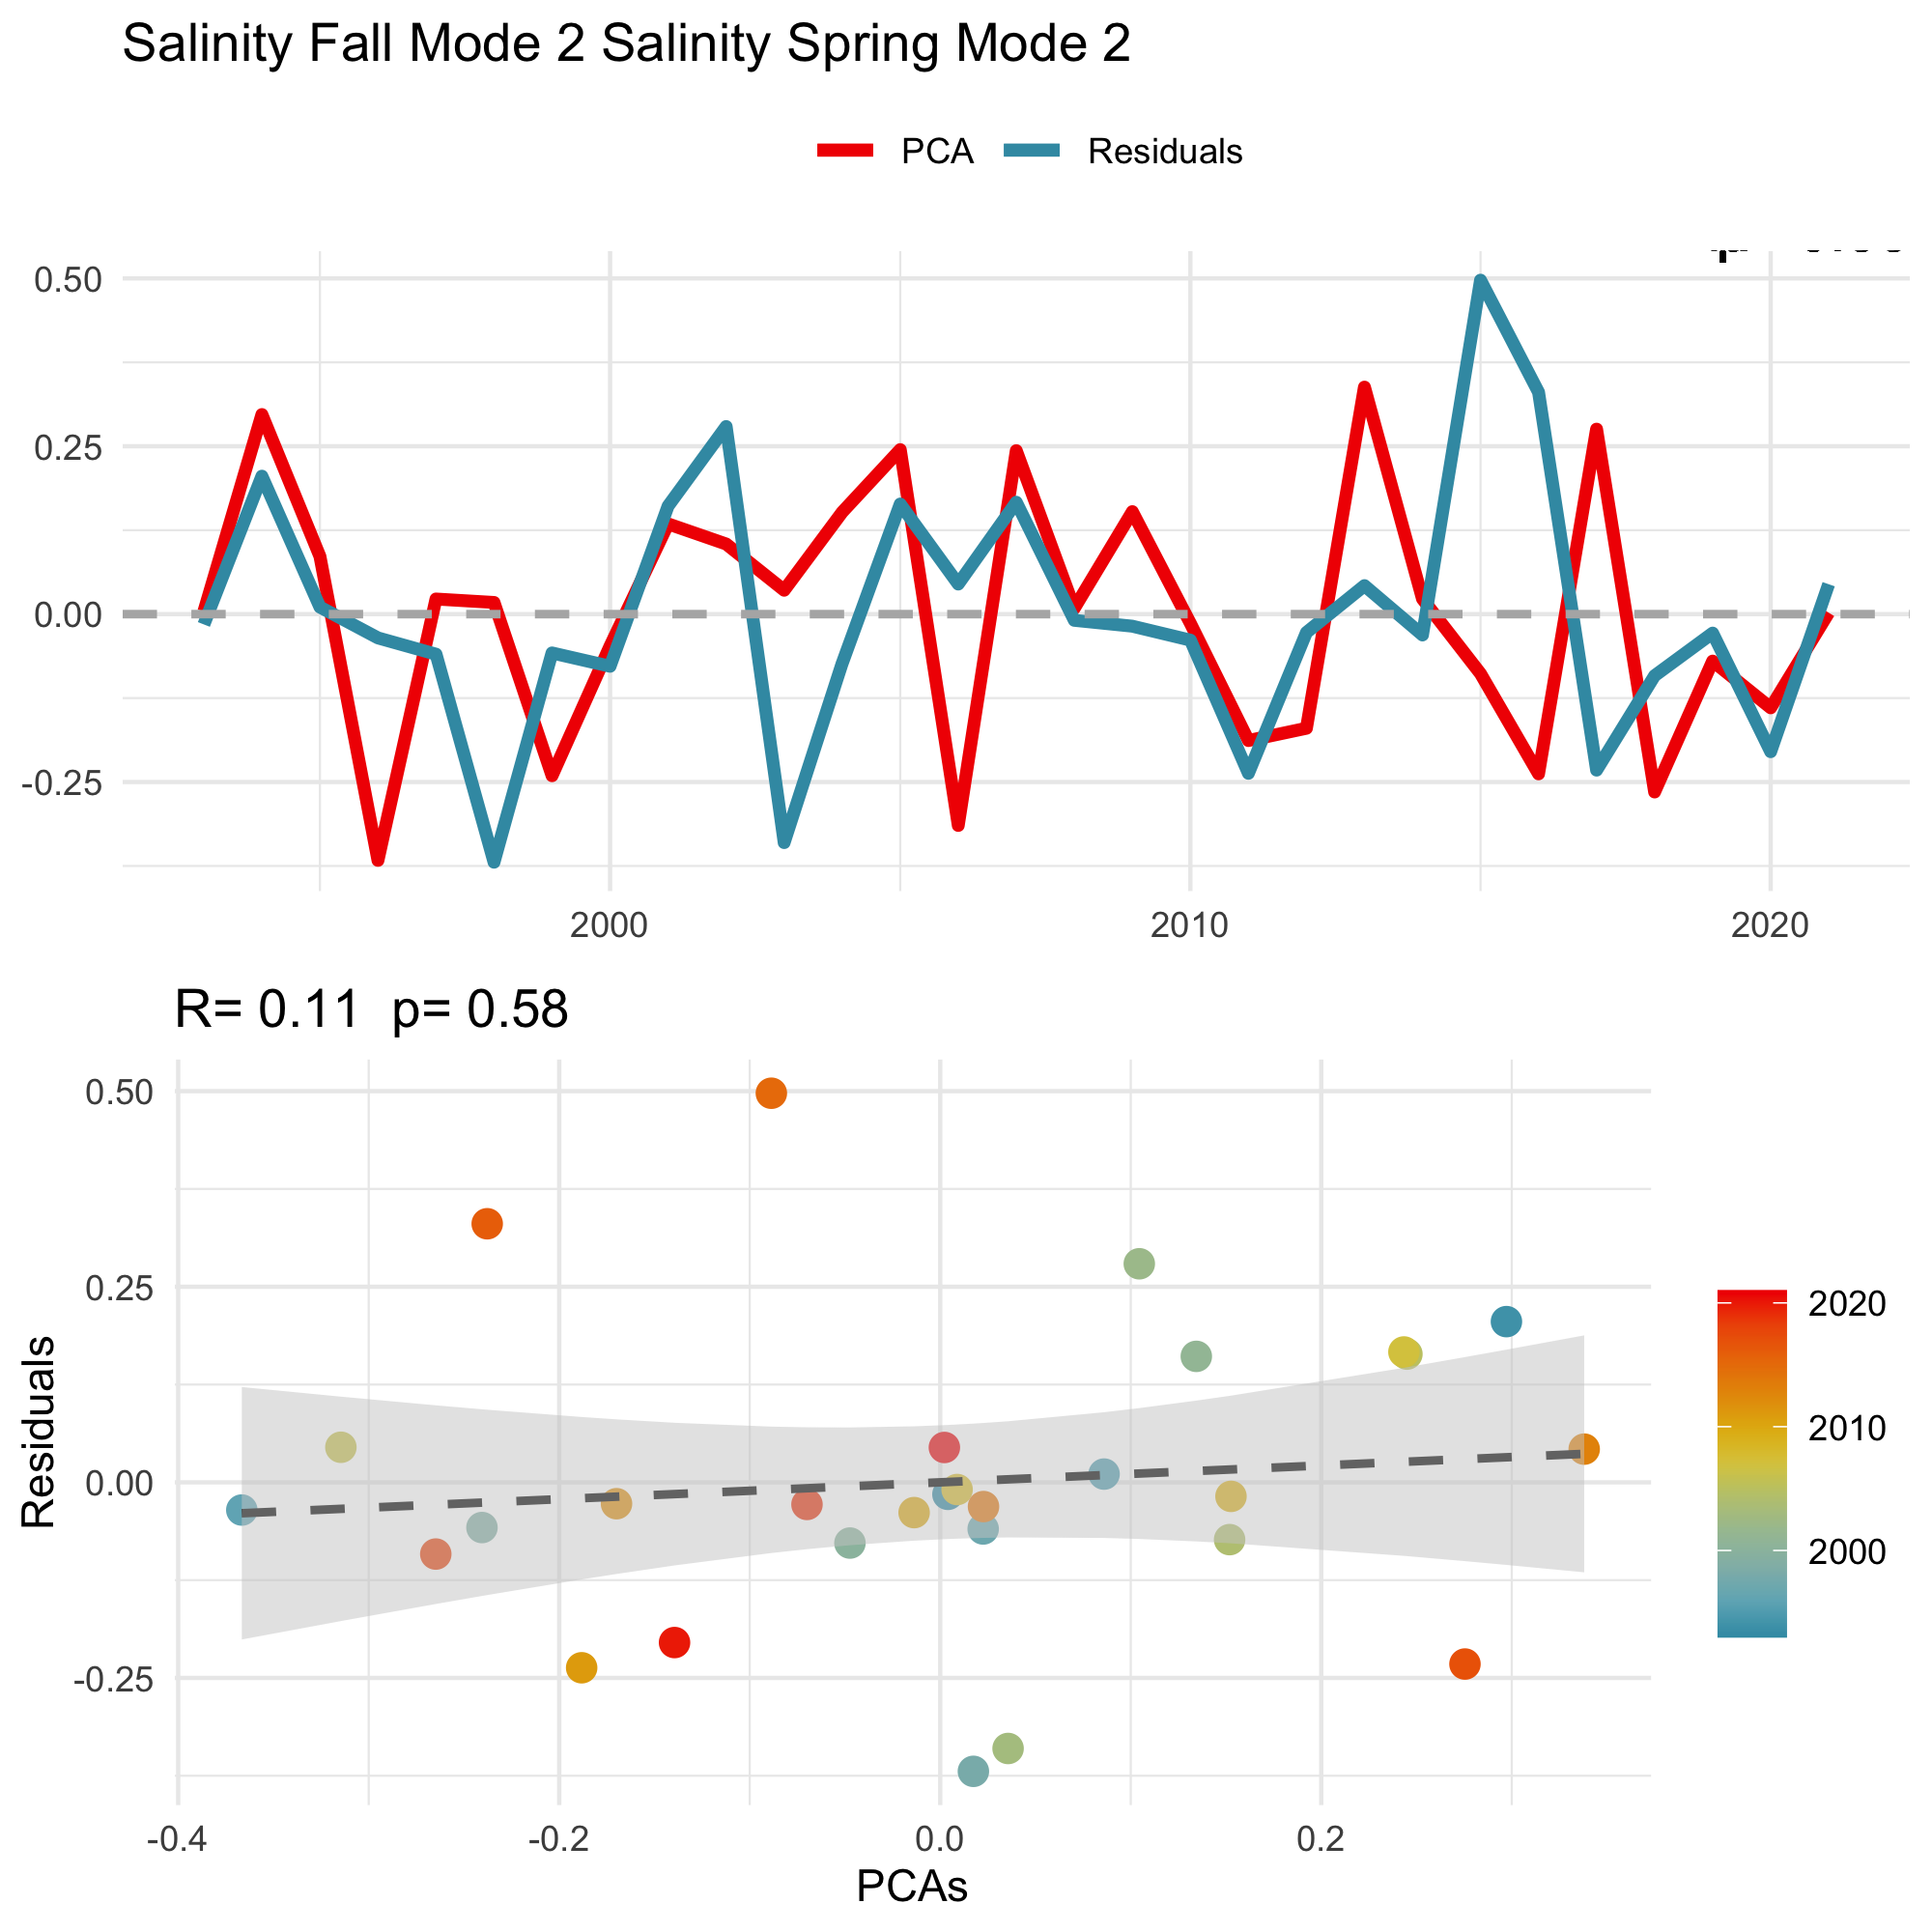 Salinity Fall Mode 2 Salinity Spring Mode 2
PCA Residuals
0.50
0.25
0.00
-0.25
2000 2010 2020
R= 0.11 p= 0.58
0.50
0.25
0.00
-0.25
Residuals
-0.4 -0.2 0.0 0.2
PCAs
2020
2010
2000